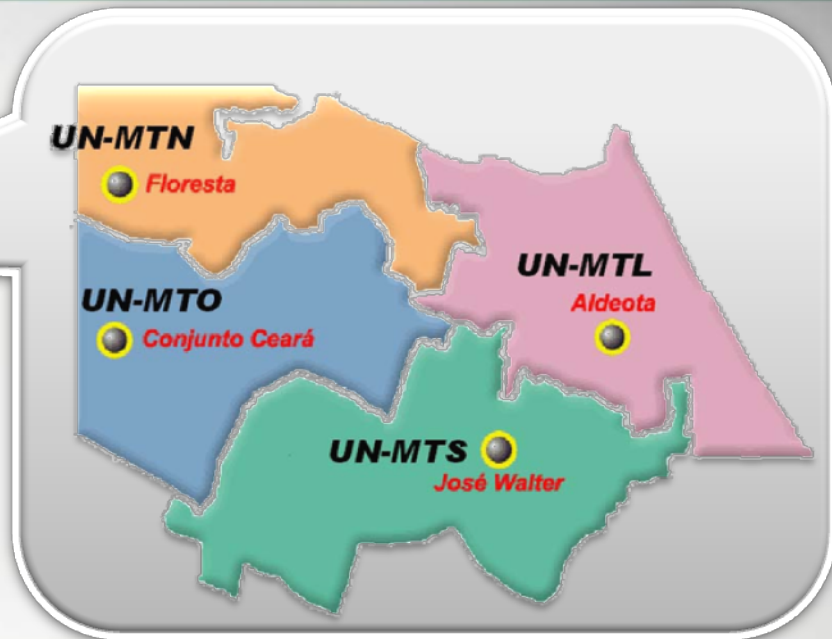 UN-MTN
Floresta
UN-MTL
Aldeota
UN-MTO
Conjunto Ceará
UN-MTS
José Walter